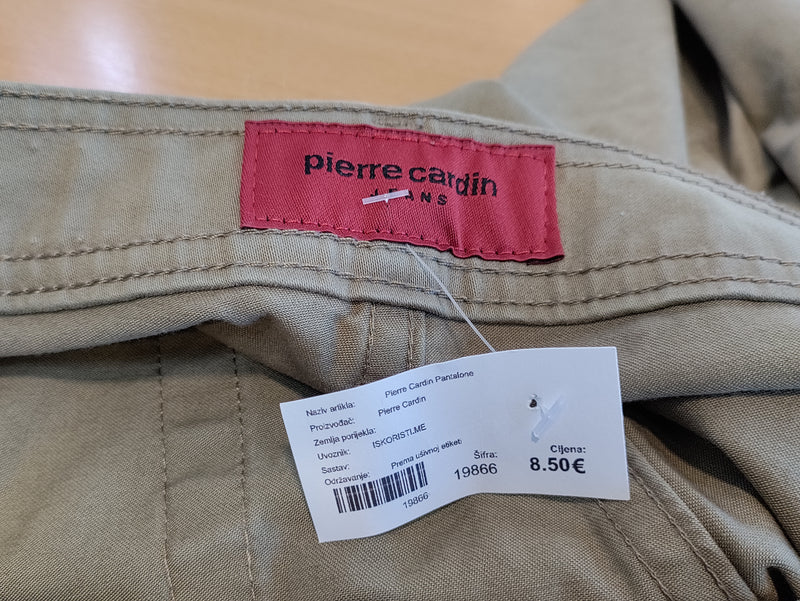 pierre cardin
JEANS
Naziv artikla: Pierre Cardin Pantalone
Proizvođač: Pierre Cardin
Zemlja porijekla:
Uvoznik: ISKORISTI.ME
Sastav:
Održavanje: Prema ušivnoj etiketi
Šifra:
19866
Cijena:
8.50€
19866